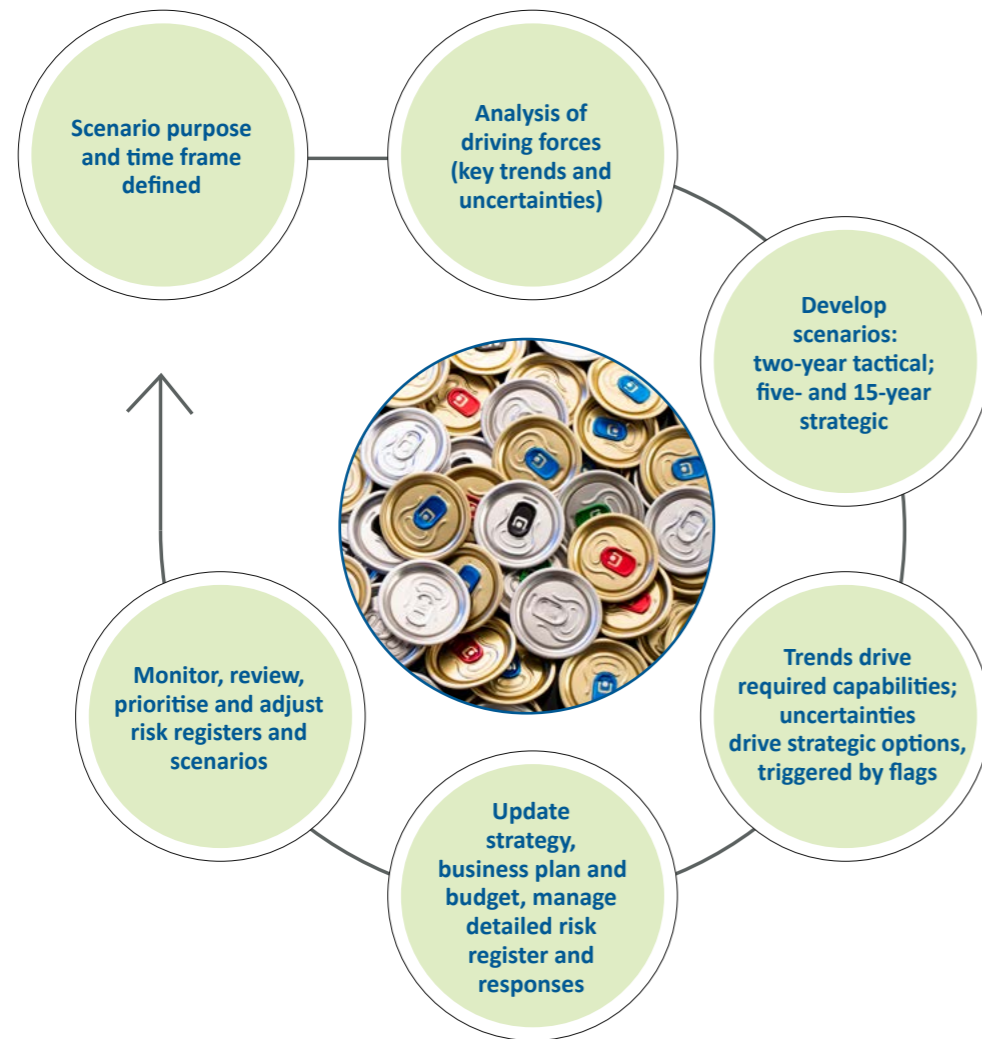 Scenario purpose
and time frame
defined
Analysis of
driving forces
(key trends and
uncertainties)
Develop
scenarios:
two-year tactical;
five- and 15-year
strategic
Trends drive
required capabilities;
uncertainties
drive strategic options,
triggered by flags
Update
strategy,
business plan and
budget, manage
detailed risk
register and
responses
Monitor, review,
prioritise and adjust
risk registers and
scenarios